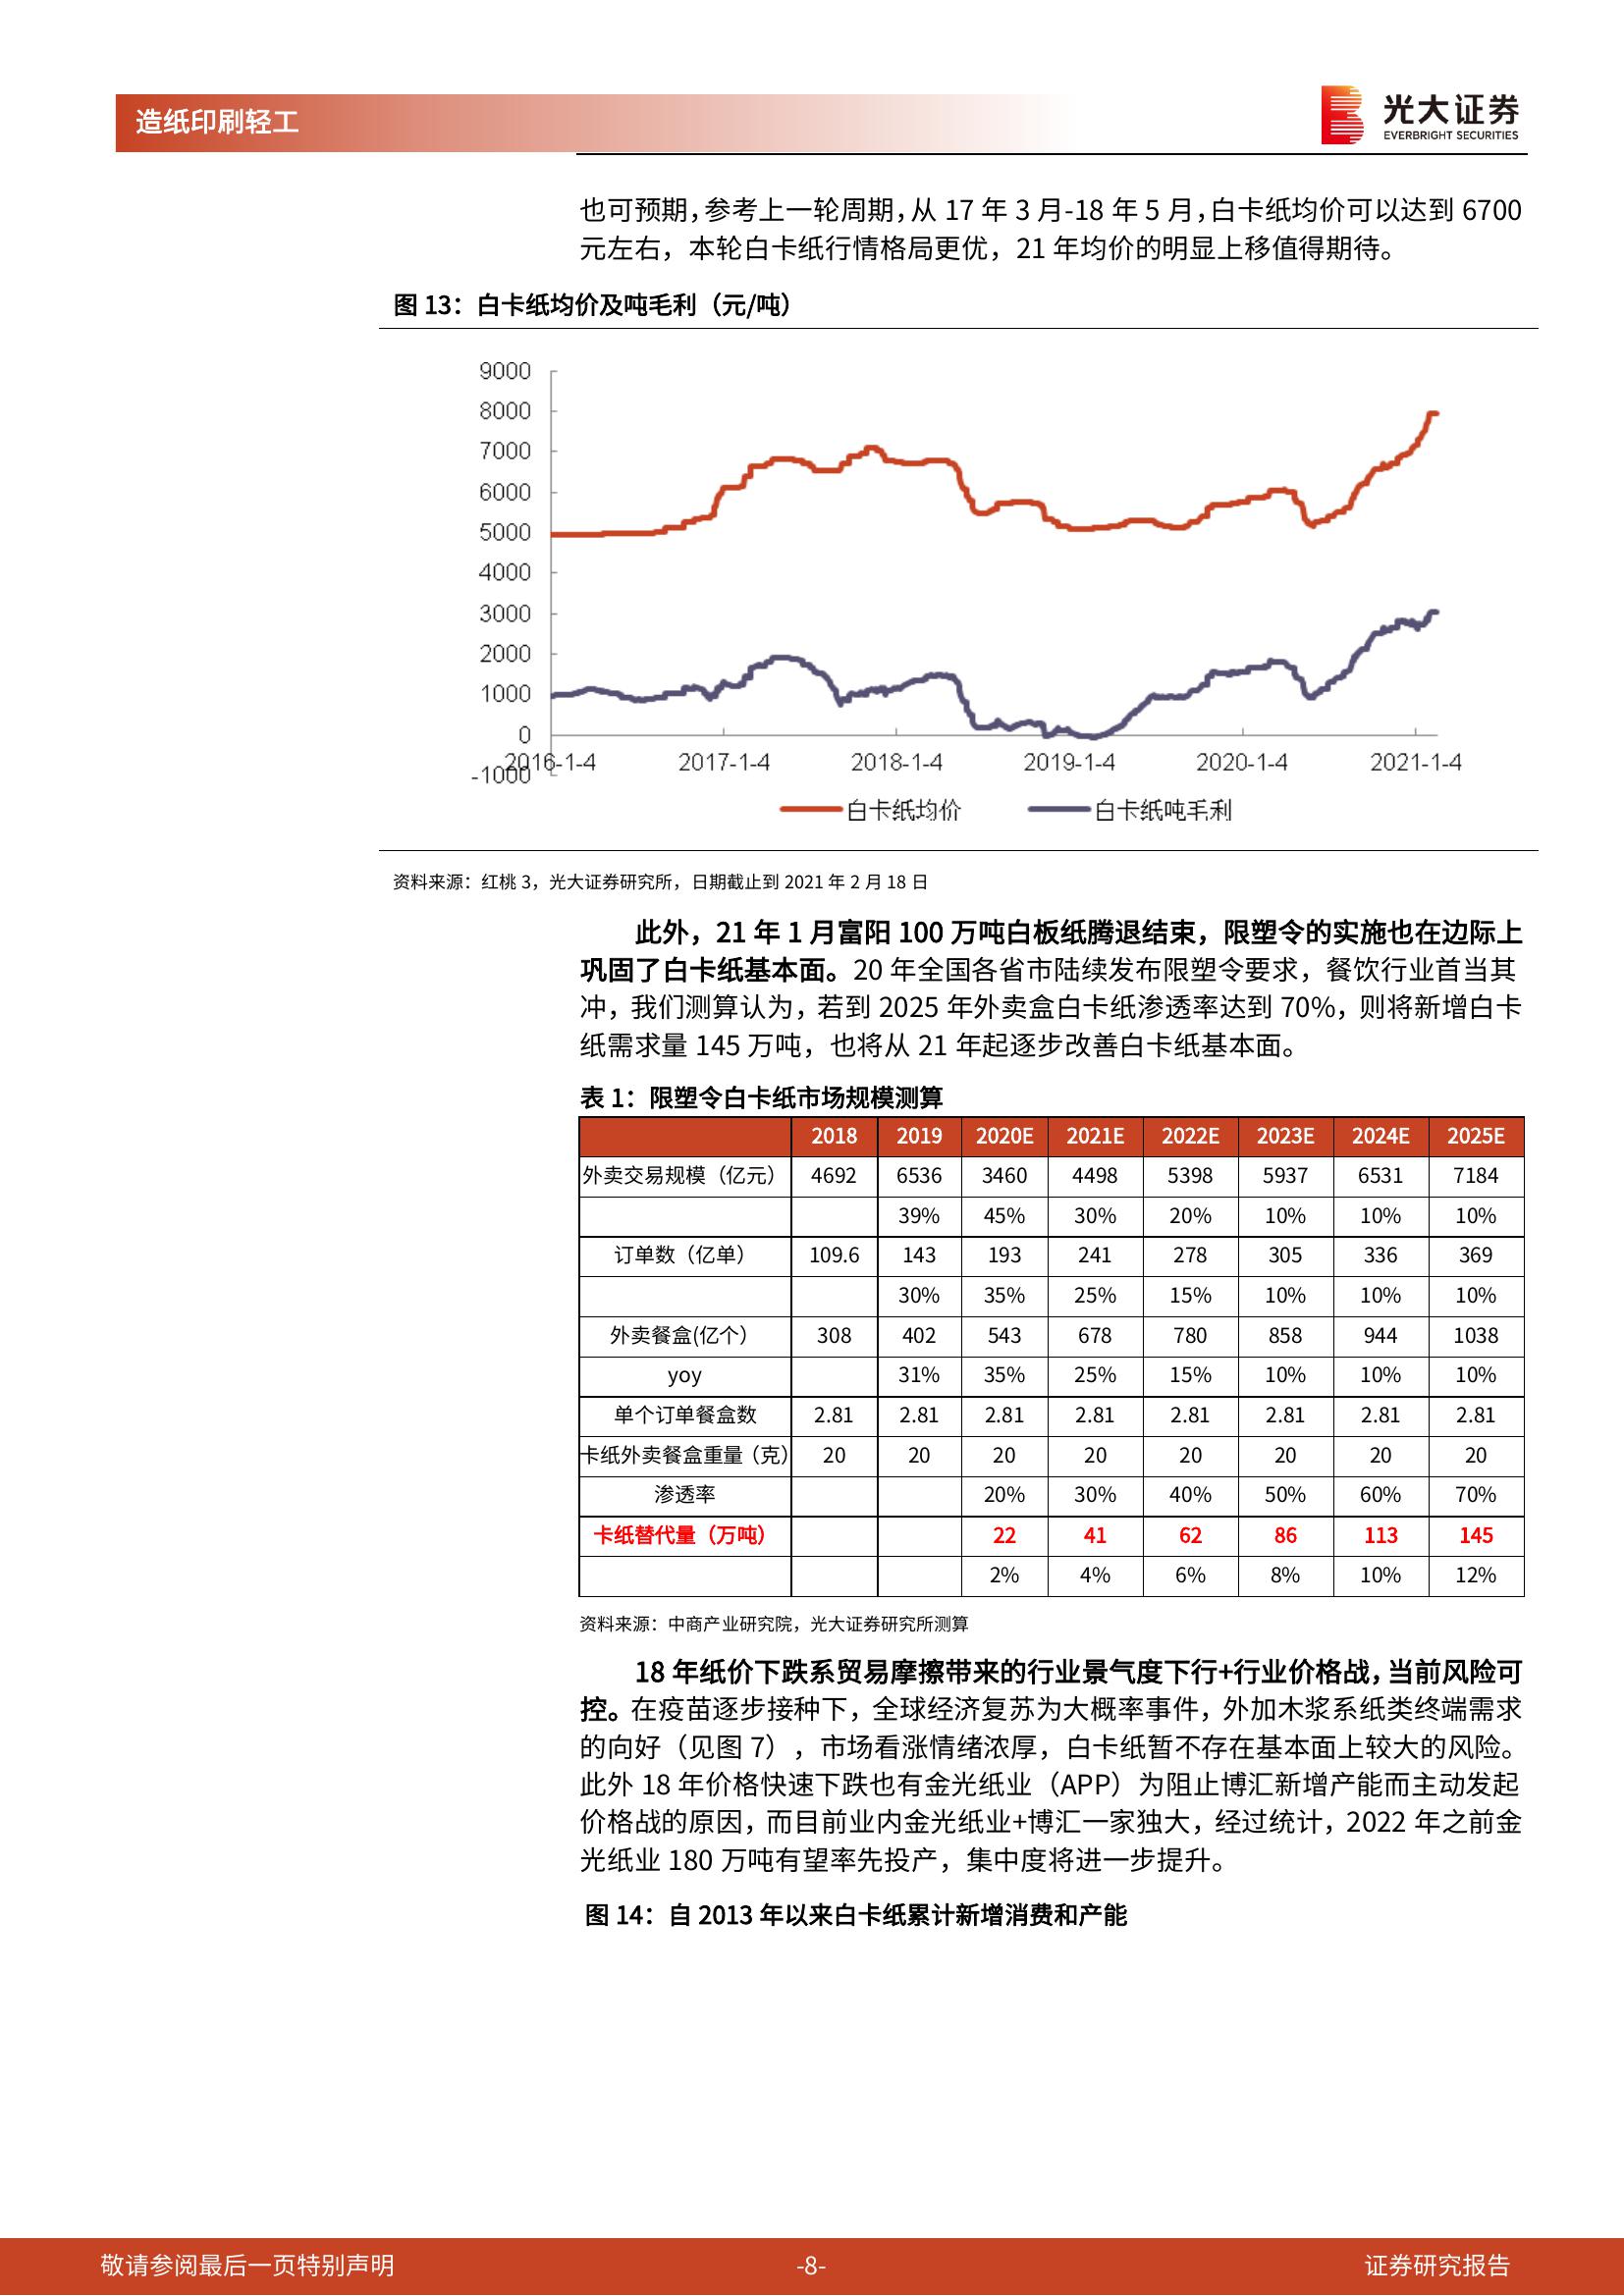 造纸印刷轻工
光大证券
EVERBRIGHT SECURITIES
也可预期，参考上一轮周期，从 17 年 3 月-18 年 5 月，白卡纸均价可以达到 6700
元左右，本轮白卡纸行情格局更优，21 年均价的明显上移值得期待。
图 13：白卡纸均价及吨毛利（元/吨）
9000
8000
7000
6000
5000
4000
3000
2000
1000
0
-1000
2016-1-4 2017-1-4 2018-1-4 2019-1-4 2020-1-4 2021-1-4
白卡纸均价 白卡纸吨毛利
资料来源：红桃 3，光大证券研究所，日期截止到 2021 年 2 月 18 日
此外，21 年 1 月富阳 100 万吨白板纸腾退结束，限塑令的实施也在边际上
巩固了白卡纸基本面。20 年全国各省市陆续发布限塑令要求，餐饮行业首当其
冲，我们测算认为，若到 2025 年外卖盒白卡纸渗透率达到 70%，则将新增白卡
纸需求量 145 万吨，也将从 21 年起逐步改善白卡纸基本面。
表 1：限塑令白卡纸市场规模测算
2018 2019 2020E 2021E 2022E 2023E 2024E 2025E
外卖交易规模（亿元） 4692 6536 3460 4498 5398 5937 6531 7184
39% 45% 30% 20% 10% 10% 10%
订单数（亿单） 109.6 143 193 241 278 305 336 369
30% 35% 25% 15% 10% 10% 10%
外卖餐盒(亿个） 308 402 543 678 780 858 944 1038
yoy 31% 35% 25% 15% 10% 10% 10%
单个订单餐盒数 2.81 2.81 2.81 2.81 2.81 2.81 2.81 2.81
卡纸外卖餐盒重量（克） 20 20 20 20 20 20 20 20
渗透率 20% 30% 40% 50% 60% 70%
卡纸替代量（万吨） 22 41 62 86 113 145
2% 4% 6% 8% 10% 12%
资料来源：中商产业研究院，光大证券研究所测算
18 年纸价下跌系贸易摩擦带来的行业景气度下行+行业价格战，当前风险可
控。在疫苗逐步接种下，全球经济复苏为大概率事件，外加木浆系纸类终端需求
的向好（见图 7），市场看涨情绪浓厚，白卡纸暂不存在基本面上较大的风险。
此外 18 年价格快速下跌也有金光纸业（APP）为阻止博汇新增产能而主动发起
价格战的原因，而目前业内金光纸业+博汇一家独大，经过统计，2022 年之前金
光纸业 180 万吨有望率先投产，集中度将进一步提升。
图 14：自 2013 年以来白卡纸累计新增消费和产能
敬请参阅最后一页特别声明 -8- 证券研究报告